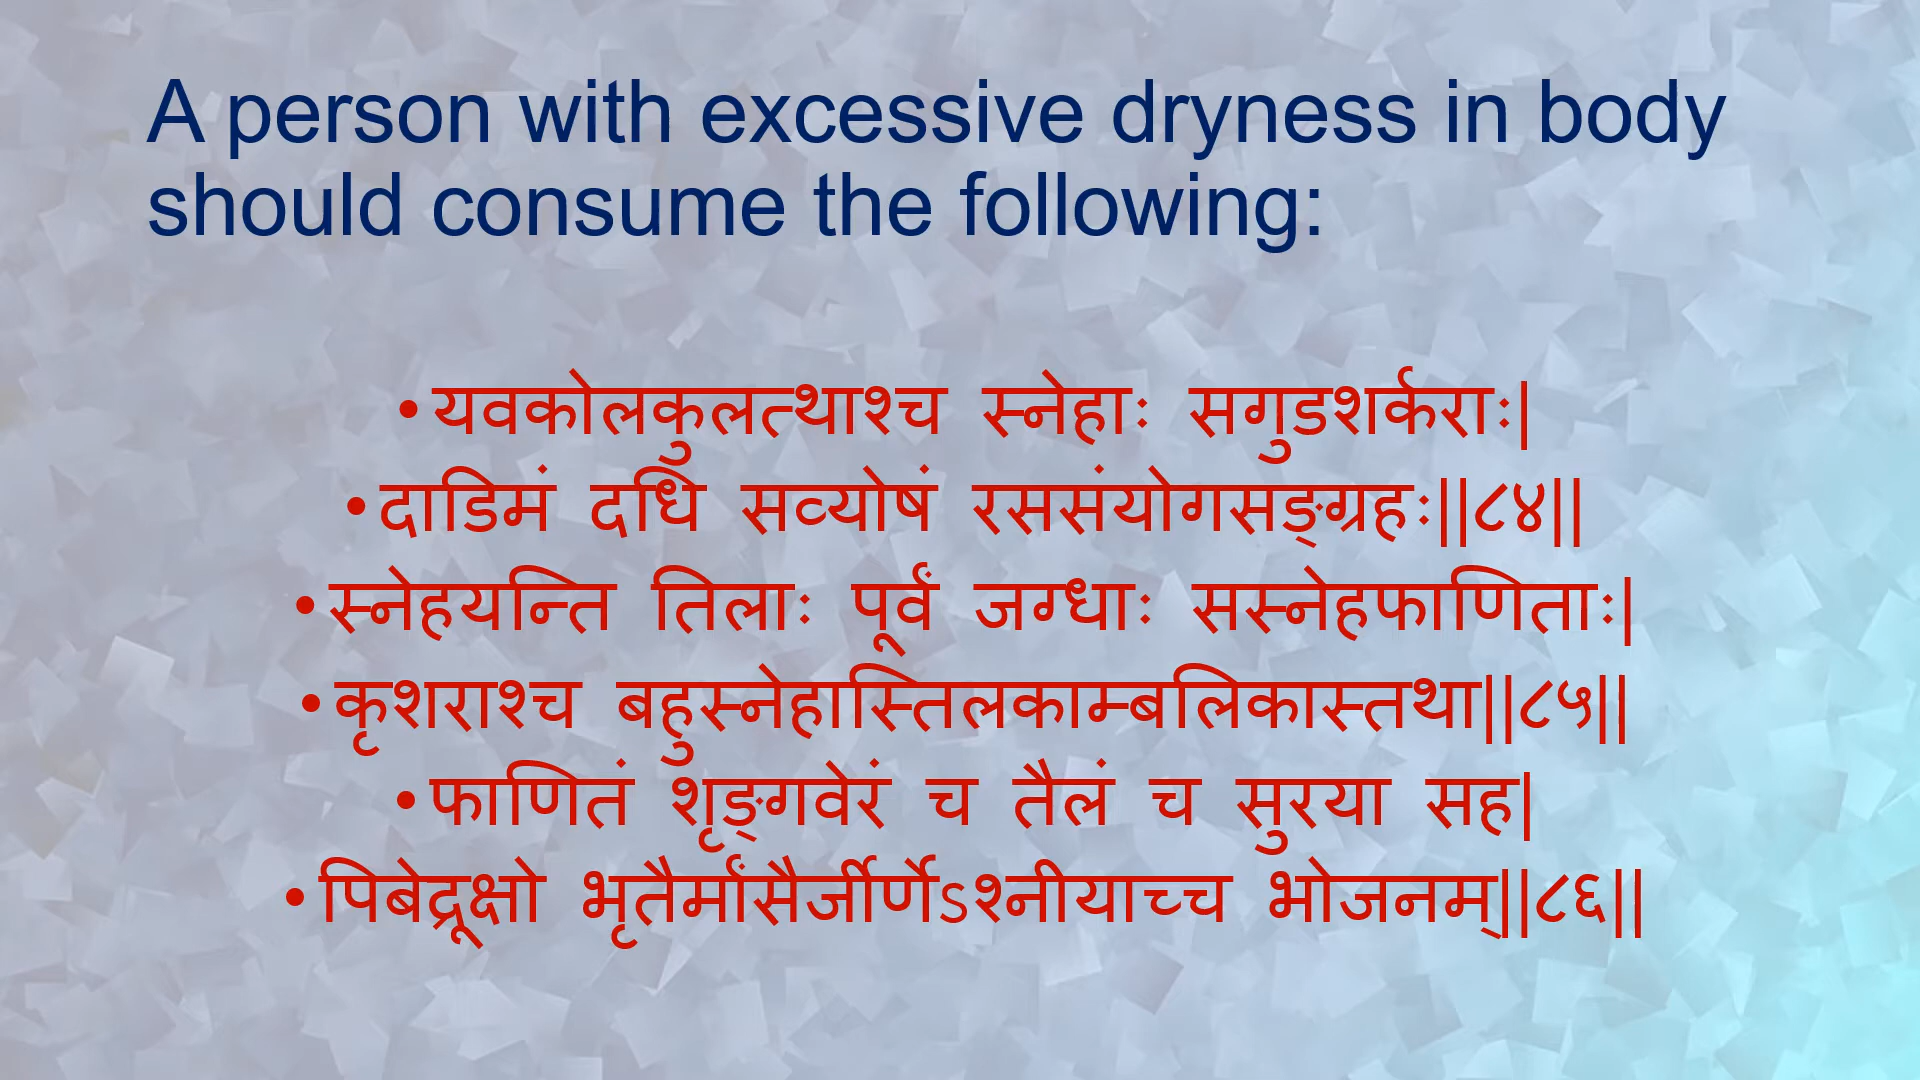 A person with excessive dryness in body
should consume the following:
• यवकोलकुलत्थाश्च स्नेहाः सगुडशर्कराः|
• दाडिमं दधि सव्योषं रससंयोगसङ्ग्रहः||८४||
• स्नेहयन्ति तिलाः पूर्वं जग्धाः सस्नेहफाणिताः|
• कृशराश्च बहुस्नेहास्तिलकाम्बलिकास्तथा||८५||
• फाणितं शृङ्गवेरं च तैलं च सुरया सह|
• पिबेद्रूक्षो भृतैर्मांसैर्जीर्णेऽश्नीयाच्च भोजनम्||८६||